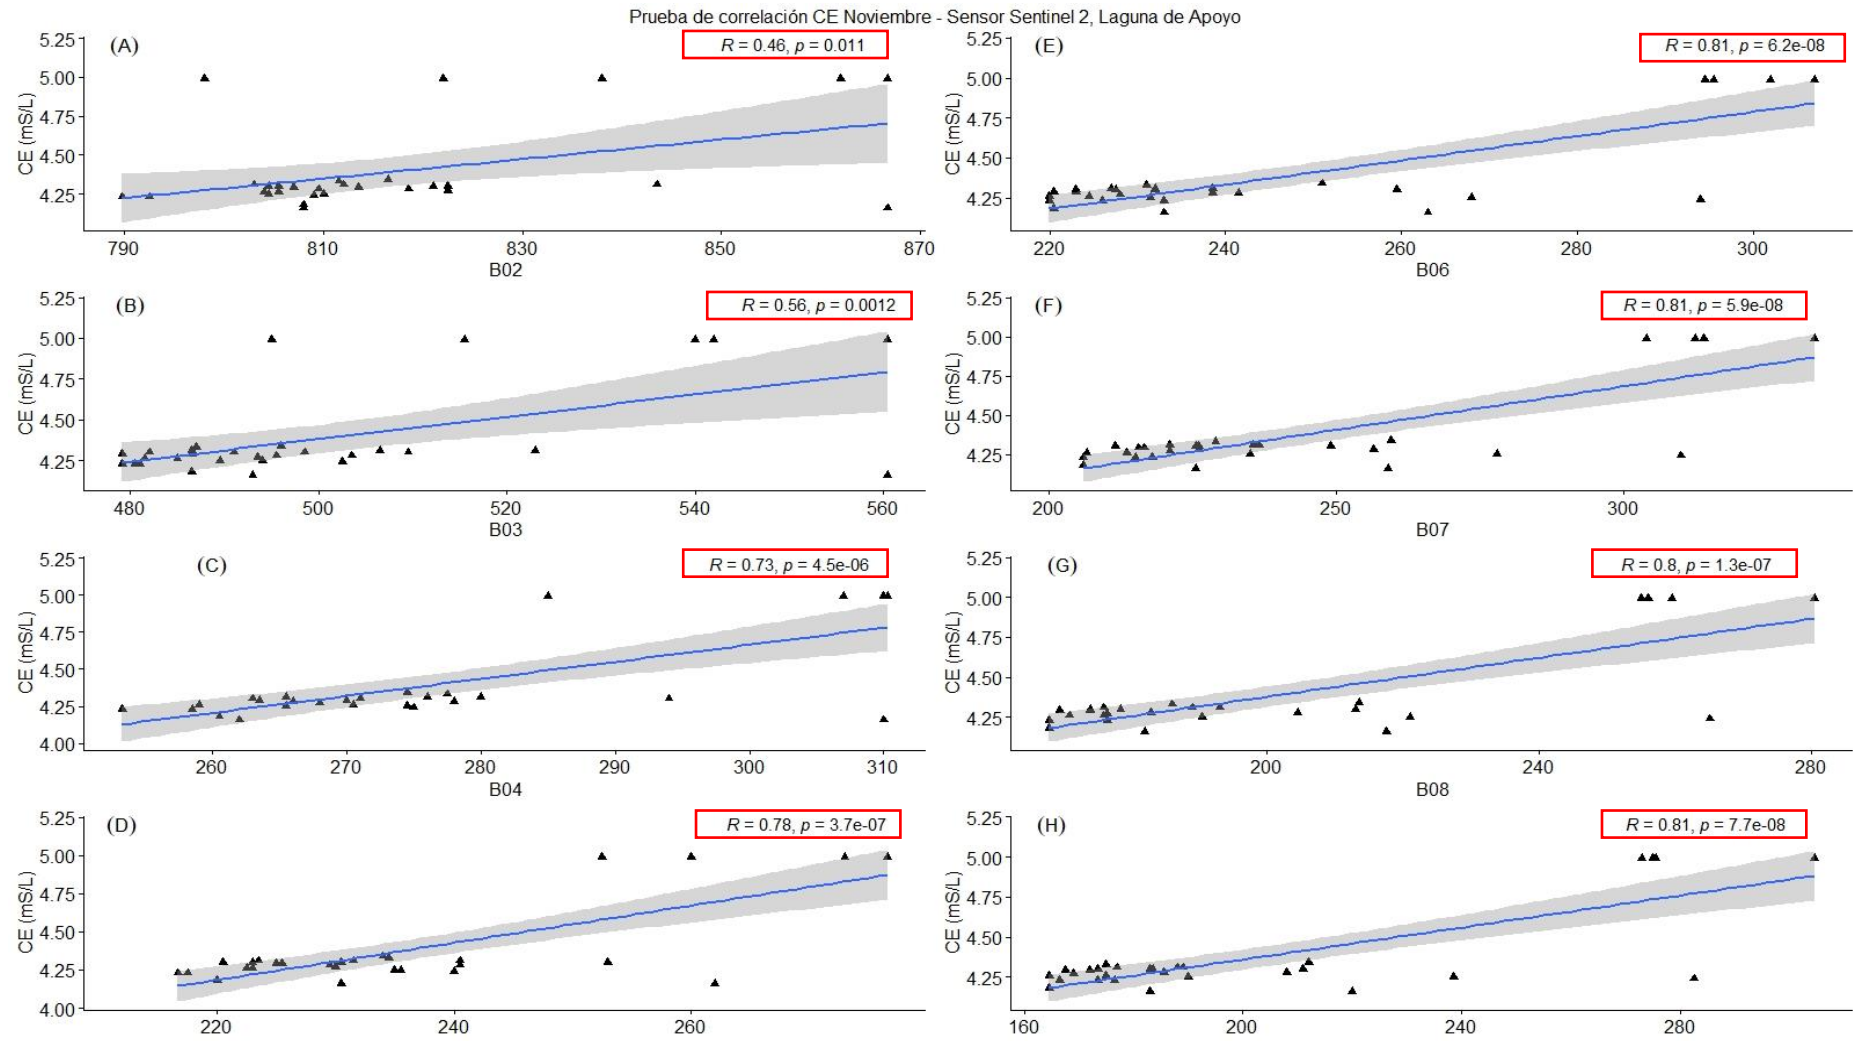 Prueba de correlación CE Noviembre - Sensor Sentinel 2, Laguna de Apoyo
(A)
R = 0.46, p = 0.011
CE (mS/L)
5.25
5.00
4.75
4.50
4.25
790 810 830 850 870
B02
(E)
R = 0.81, p = 6.2e-08
CE (mS/L)
5.25
5.00
4.75
4.50
4.25
220 240 260 280 300
B06
(B)
R = 0.56, p = 0.0012
CE (mS/L)
5.25
5.00
4.75
4.50
4.25
480 500 520 540 560
B03
(F)
R = 0.81, p = 5.9e-08
CE (mS/L)
5.25
5.00
4.75
4.50
4.25
200 250 300
B07
(C)
R = 0.73, p = 4.5e-06
CE (mS/L)
5.25
5.00
4.75
4.50
4.25
4.00
260 270 280 290 300 310
B04
(G)
R = 0.8, p = 1.3e-07
CE (mS/L)
5.25
5.00
4.75
4.50
4.25
200 240 280
B08
(D)
R = 0.78, p = 3.7e-07
CE (mS/L)
5.25
5.00
4.75
4.50
4.25
4.00
220 240 260
(H)
R = 0.81, p = 7.7e-08
CE (mS/L)
5.25
5.00
4.75
4.50
4.25
160 200 240 280